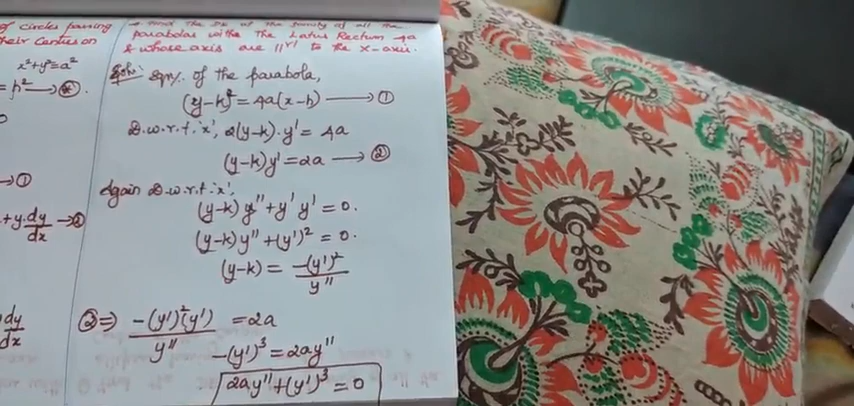 of circles passing
their centres on
x²+y²=a²
= p² → ⊛.
→ ①
+ y.dy/dx → ②
dy/dx
→ Find the DE of the family of all the
parabolas with the Latus Rectum 4a
& whose axis are ||rl to the x-axis.
Soln: Eqn. of the parabola,
(y-k)² = 4a(x-h) → ①
D.w.r.t. 'x', 2(y-k).y' = 4a
(y-k)y' = 2a → ②
Again D.w.r.t. 'x',
(y-k) y'' + y' y' = 0.
(y-k) y'' + (y')² = 0.
(y-k) = -(y')²/y''
② ⇒ -(y')²(y')/y'' = 2a
-(y')³ = 2ay''
2ay'' + (y')³ = 0